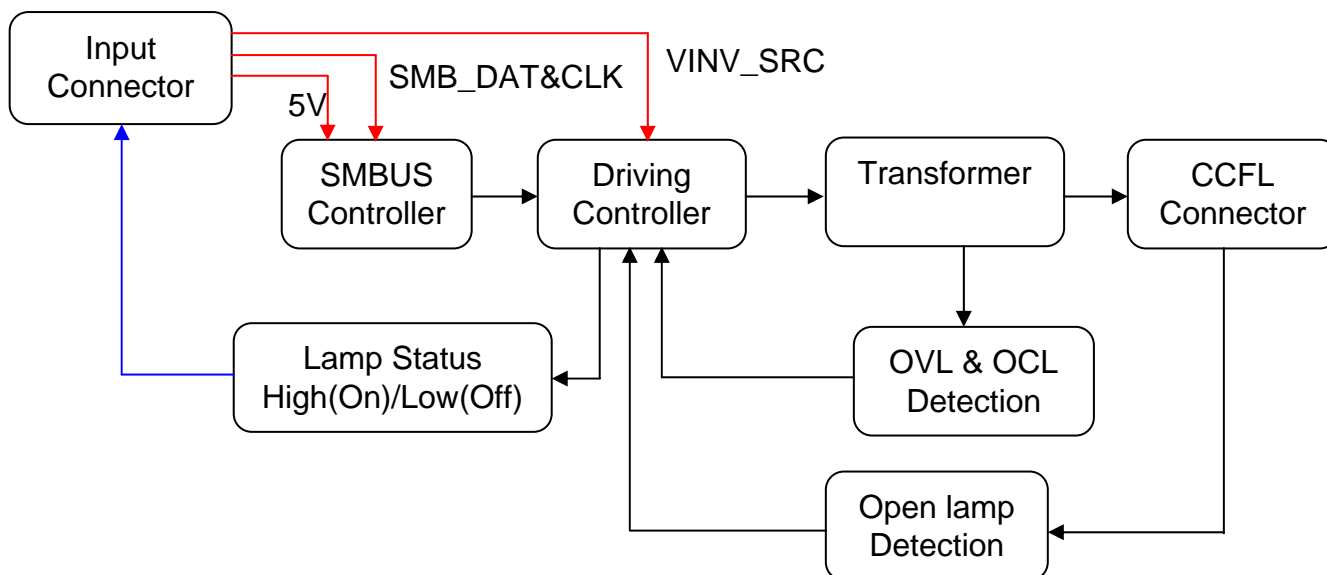 Input
Connector
VINV_SRC
SMB_DAT&CLK
5V
SMBUS
Controller
Driving
Controller
Transformer
CCFL
Connector
Lamp Status
High(On)/Low(Off)
OVL & OCL
Detection
Open lamp
Detection